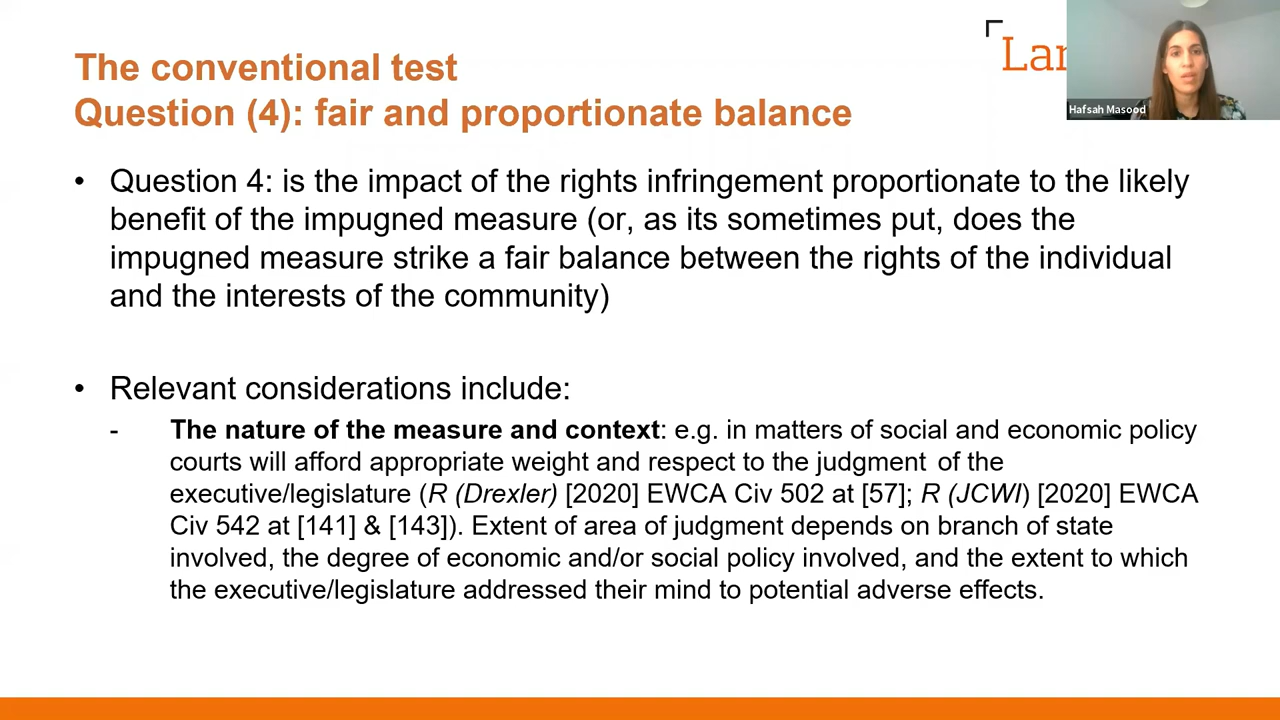 The conventional test
Question (4): fair and proportionate balance
Lan
Hafsah Masood
• Question 4: is the impact of the rights infringement proportionate to the likely
benefit of the impugned measure (or, as its sometimes put, does the
impugned measure strike a fair balance between the rights of the individual
and the interests of the community)
• Relevant considerations include:
- The nature of the measure and context: e.g. in matters of social and economic policy
courts will afford appropriate weight and respect to the judgment of the
executive/legislature (R (Drexler) [2020] EWCA Civ 502 at [57]; R (JCWI) [2020] EWCA
Civ 542 at [141] & [143]). Extent of area of judgment depends on branch of state
involved, the degree of economic and/or social policy involved, and the extent to which
the executive/legislature addressed their mind to potential adverse effects.